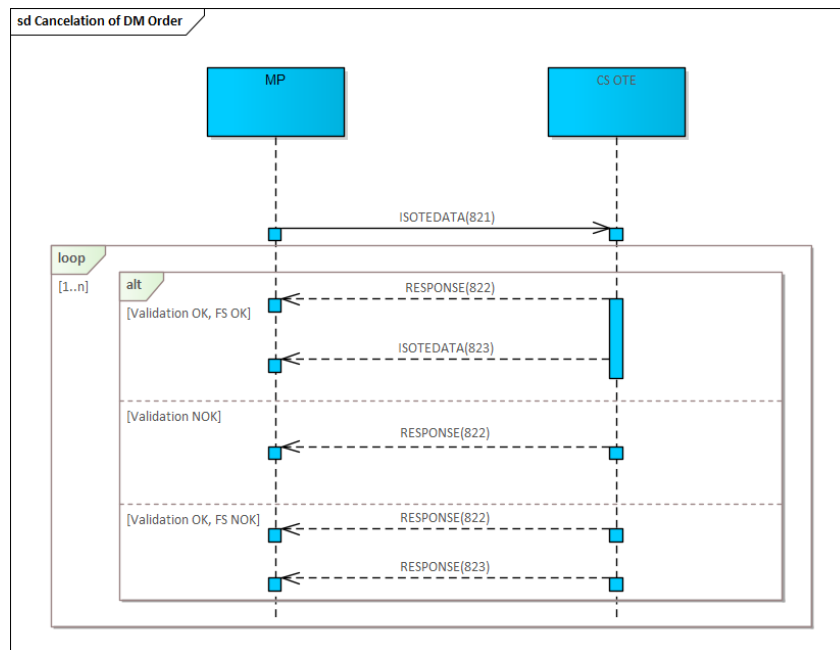 sd Cancelation of DM Order
MP
CS OTE
ISOTEDATA(821)
loop
[1..n]
alt
RESPONSE(822)
[Validation OK, FS OK]
ISOTEDATA(823)
[Validation NOK]
RESPONSE(822)
[Validation OK, FS NOK]
RESPONSE(822)
RESPONSE(823)